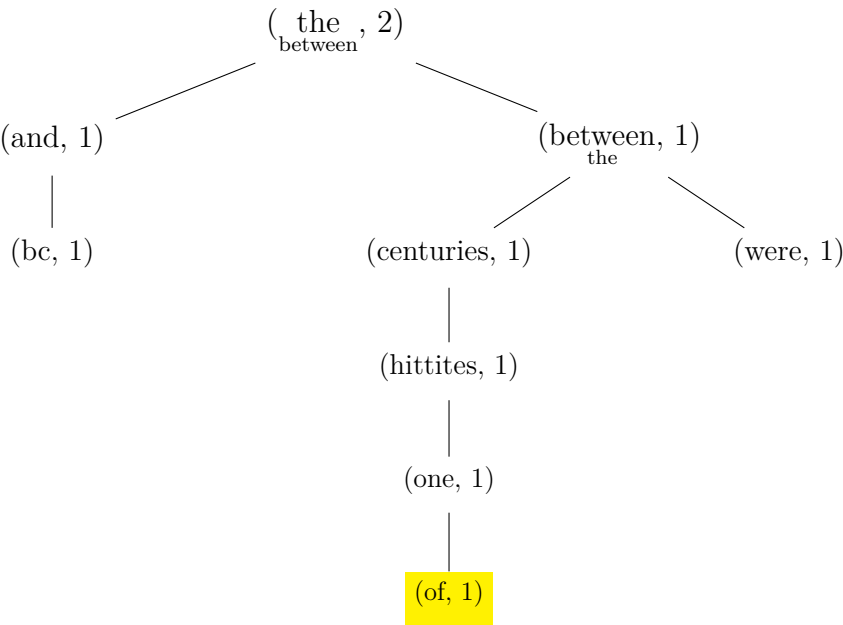 ( the , 2)
between
(and, 1) (between, 1)
the
(bc, 1) (centuries, 1) (were, 1)
(hittites, 1)
(one, 1)
(of, 1)